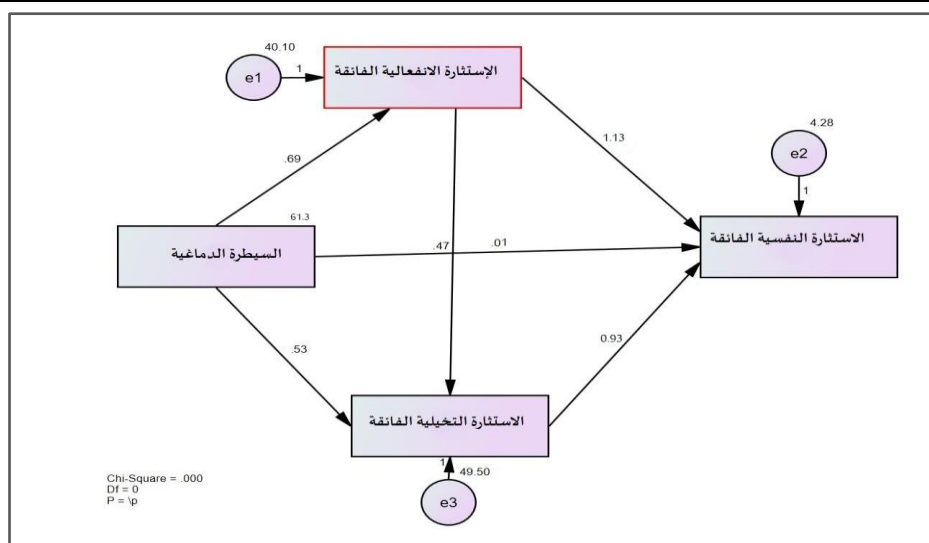 40.10
e1
1
الإستثارة الانفعالية الفائقة
4.28
e2
1
1.13
.69
61.3
السيطرة الدماغية
.47
.01
الاستثارة النفسية الفائقة
.53
0.93
الاستثارة التخيلية الفائقة
1
49.50
e3
Chi-Square = .000
Df = 0
P = \p